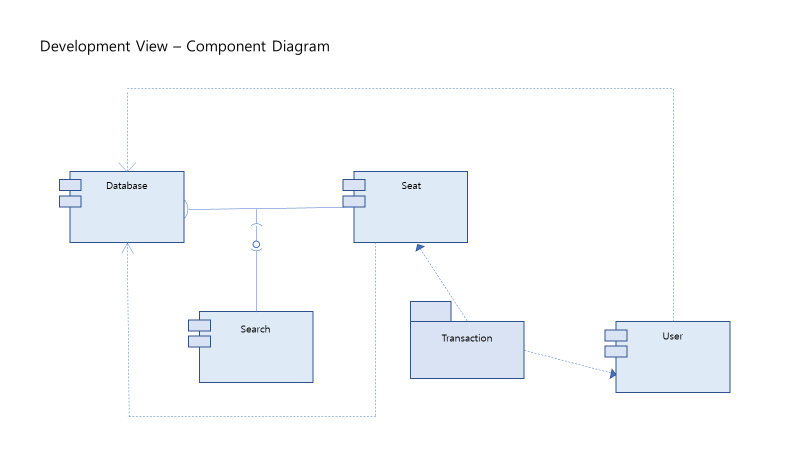 Development View – Component Diagram
Database
Seat
Search
Transaction
User